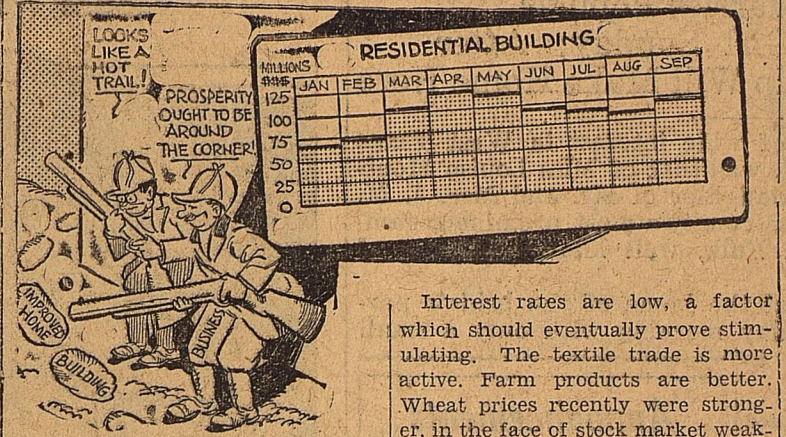 LOOKS
LIKE A
HOT
TRAIL!
PROSPERITY
OUGHT TO BE
AROUND
THE CORNER!
RESIDENTIAL BUILDING
MILLIONS
$$$$
JAN FEB MAR APR MAY JUN JUL AUG SEP
125
100
75
50
25
0
IMPROVED
HOME
BUILDING
BUSINESS
Interest rates are low, a factor
which should eventually prove stim-
ulating. The textile trade is more
active. Farm products are better.
Wheat prices recently were strong-
er, in the face of stock market weak-